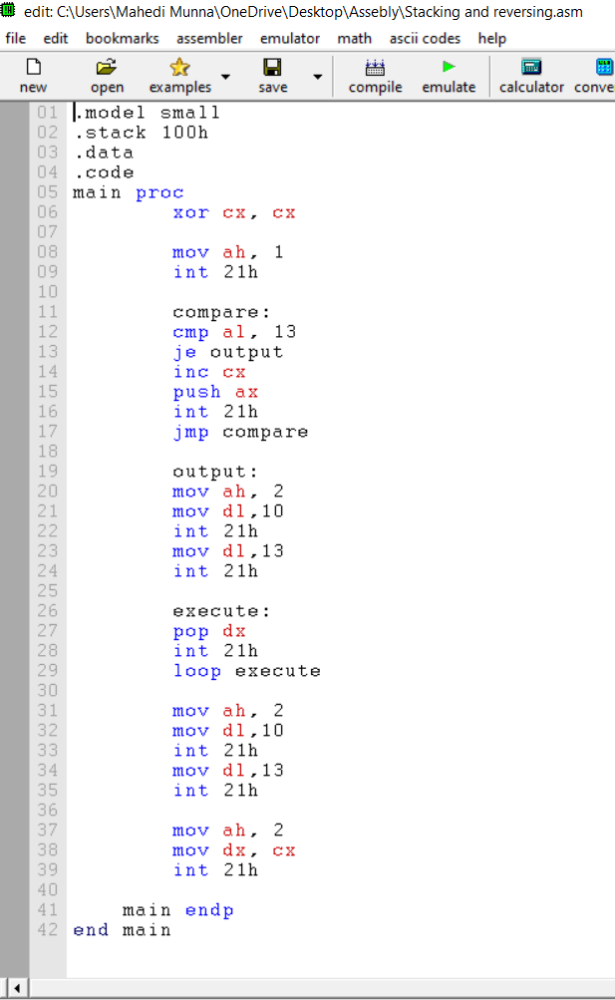 edit: C:\Users\Mahedi Munna\OneDrive\Desktop\Assebly\Stacking and reversing.asm
file edit bookmarks assembler emulator math ascii codes help
new open examples save compile emulate calculator conve
01 .model small
02 .stack 100h
03 .data
04 .code
05 main proc
06 xor cx, cx
07
08 mov ah, 1
09 int 21h
10
11 compare:
12 cmp al, 13
13 je output
14 inc cx
15 push ax
16 int 21h
17 jmp compare
18
19 output:
20 mov ah, 2
21 mov dl,10
22 int 21h
23 mov dl,13
24 int 21h
25
26 execute:
27 pop dx
28 int 21h
29 loop execute
30
31 mov ah, 2
32 mov dl,10
33 int 21h
34 mov dl,13
35 int 21h
36
37 mov ah, 2
38 mov dx, cx
39 int 21h
40
41 main endp
42 end main